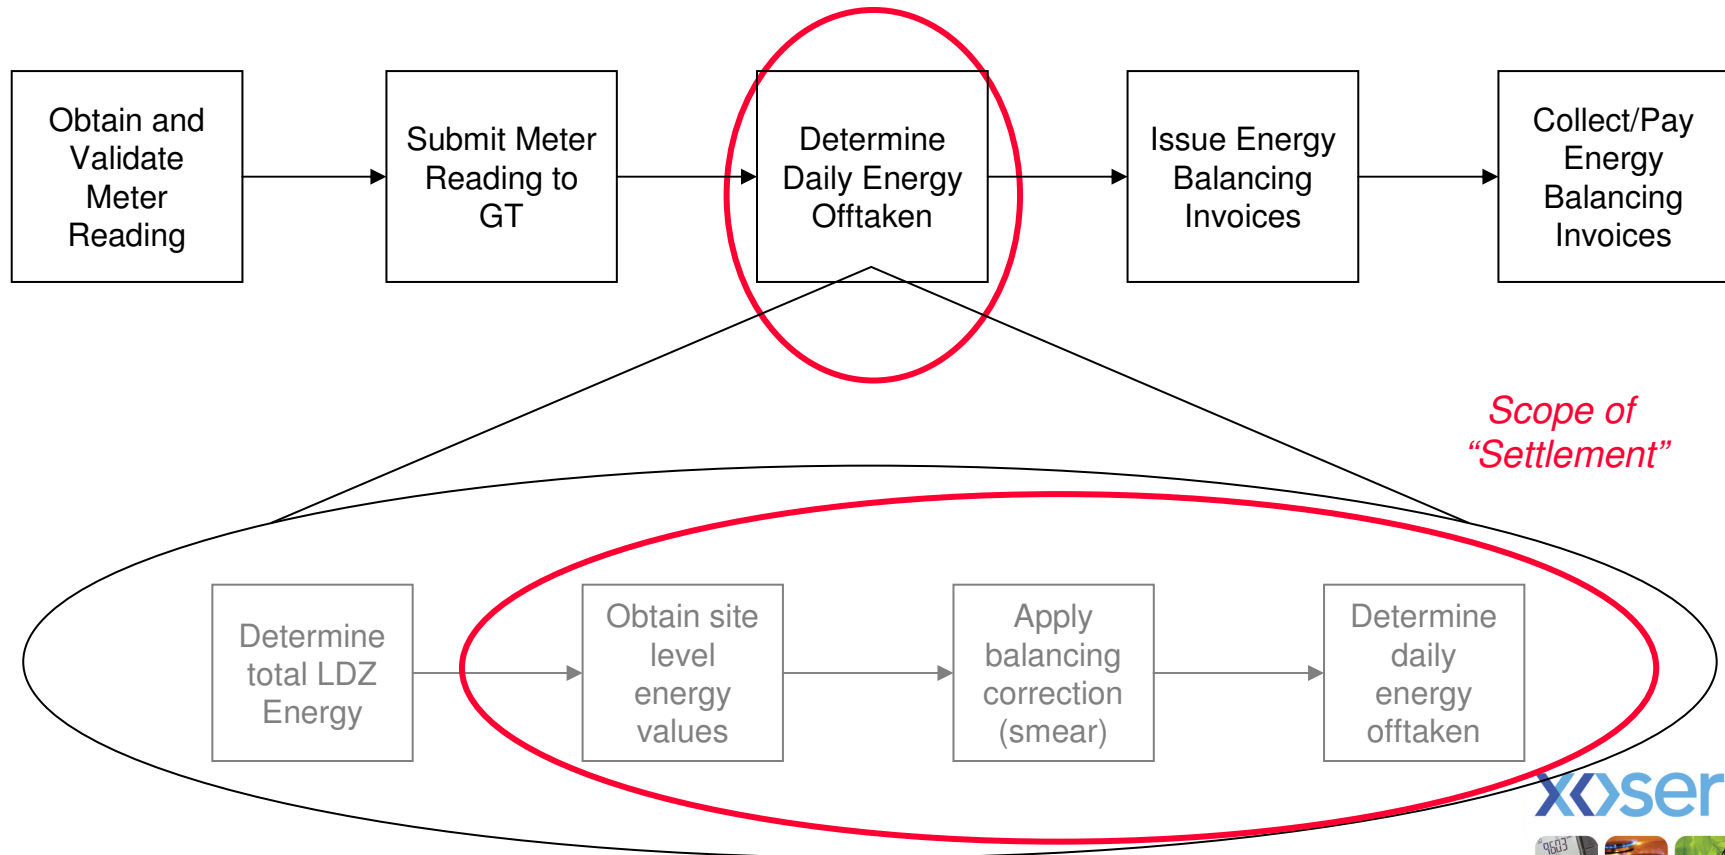 Obtain and
Validate
Meter
Reading
Submit Meter
Reading to
GT
Determine
Daily Energy
Offtaken
Issue Energy
Balancing
Invoices
Collect/Pay
Energy
Balancing
Invoices
Scope of
“Settlement”
Determine
total LDZ
Energy
Obtain site
level
energy
values
Apply
balancing
correction
(smear)
Determine
daily
energy
offtaken
xoser
9603